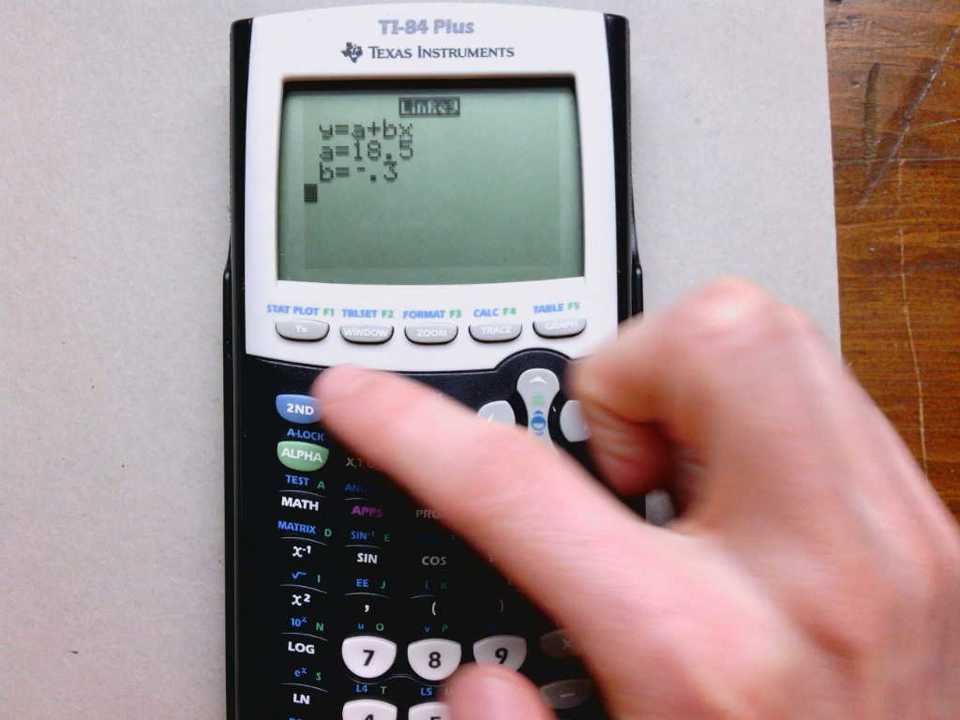 TI-84 Plus
TEXAS INSTRUMENTS
LinReg
y=a+bx
a=18.5
b=-.3
STAT PLOT F1 TBLSET F2 FORMAT F3 CALC F4 TABLE F5
Y= WINDOW ZOOM TRACE GRAPH
2ND
A-LOCK
ALPHA
X,T,
TEST A
MATH APPS
MATRIX D SIN-1 E
x-1 SIN COS
√ I EE J
x² , ( )
10ˣ N u O v P
LOG 7 8 9
eˣ S L4 T L5
LN 4